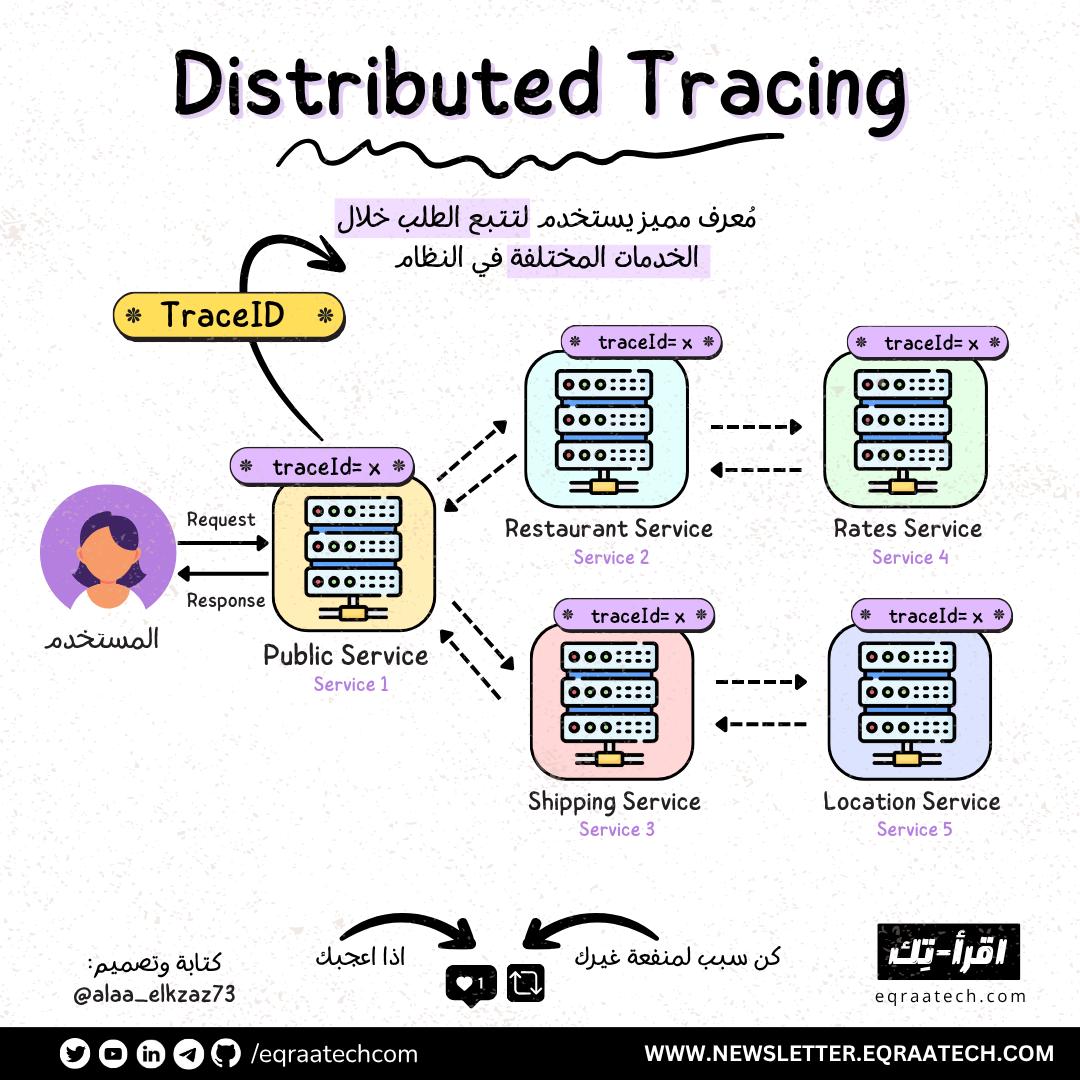 Distributed Tracing
مُعرف مميز يستخدم لتتبع الطلب خلال
الخدمات المختلفة في النظام
TraceID
traceId= x
traceId= x
traceId= x
Request
Response
المستخدم
Public Service
Service 1
Restaurant Service
Service 2
Rates Service
Service 4
traceId= x
traceId= x
Shipping Service
Service 3
Location Service
Service 5
كتابة وتصميم:
@alaa_elkzaz73
اذا اعجبك
1
كن سبب لمنفعة غيرك
اقرأ-تِك
eqraatech.com
/eqraatechcom
WWW.NEWSLETTER.EQRAATECH.COM